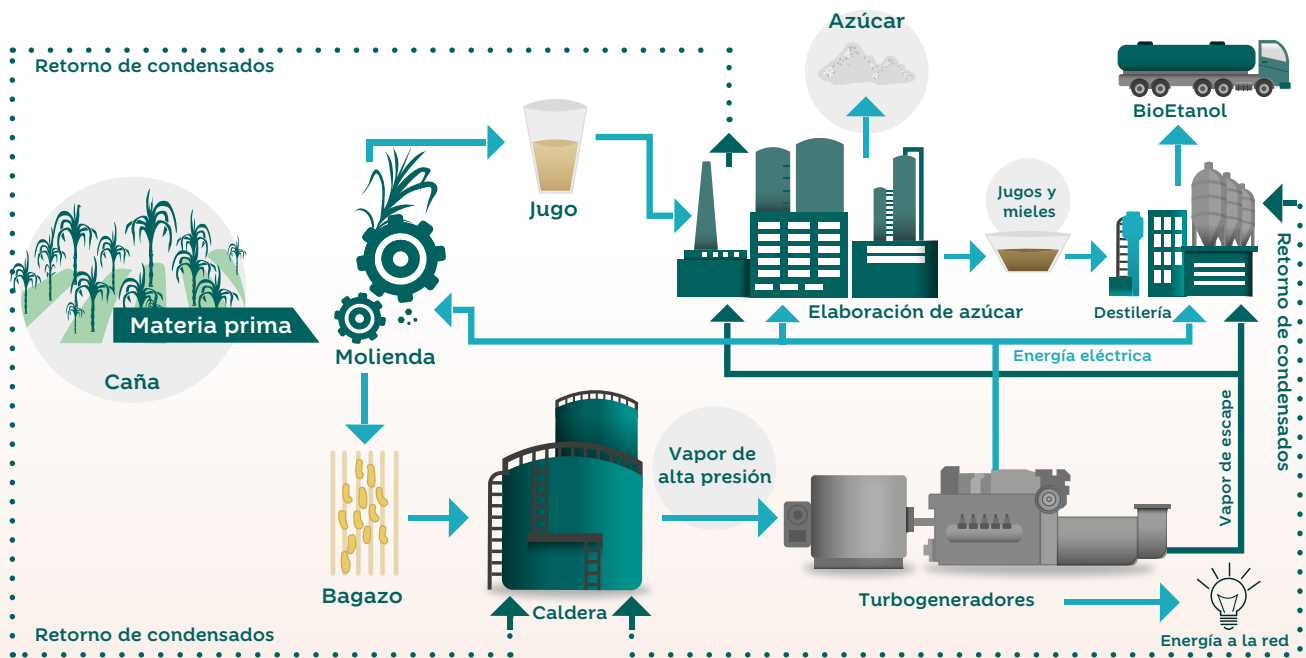 Azúcar
Retorno de condensados
BioEtanol
Jugo
Jugos y
mieles
Materia prima
Caña
Molienda
Elaboración de azúcar
Destilería
Energía eléctrica
Retorno de condensados
Vapor de escape
Vapor de
alta presión
Bagazo
Caldera
Turbogeneradores
Retorno de condensados
Energía a la red